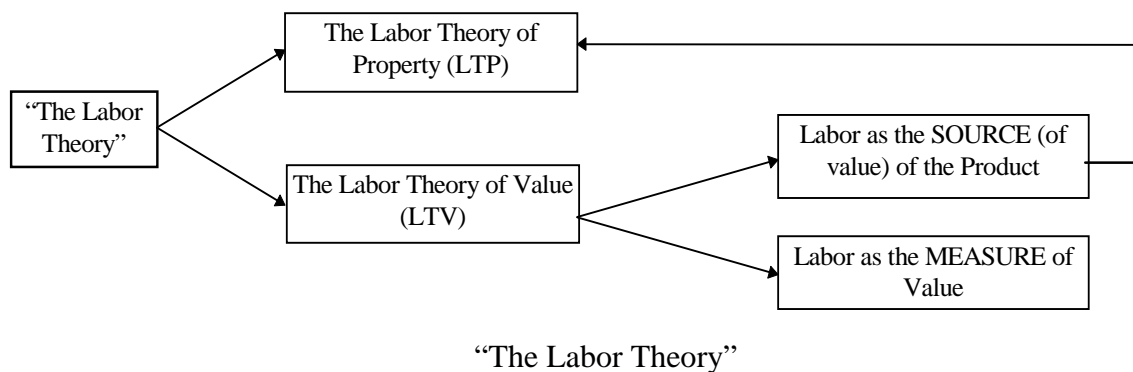 The Labor Theory of
Property (LTP)
“The Labor
Theory”
Labor as the SOURCE (of
value) of the Product
The Labor Theory of Value
(LTV)
Labor as the MEASURE of
Value
“The Labor Theory”